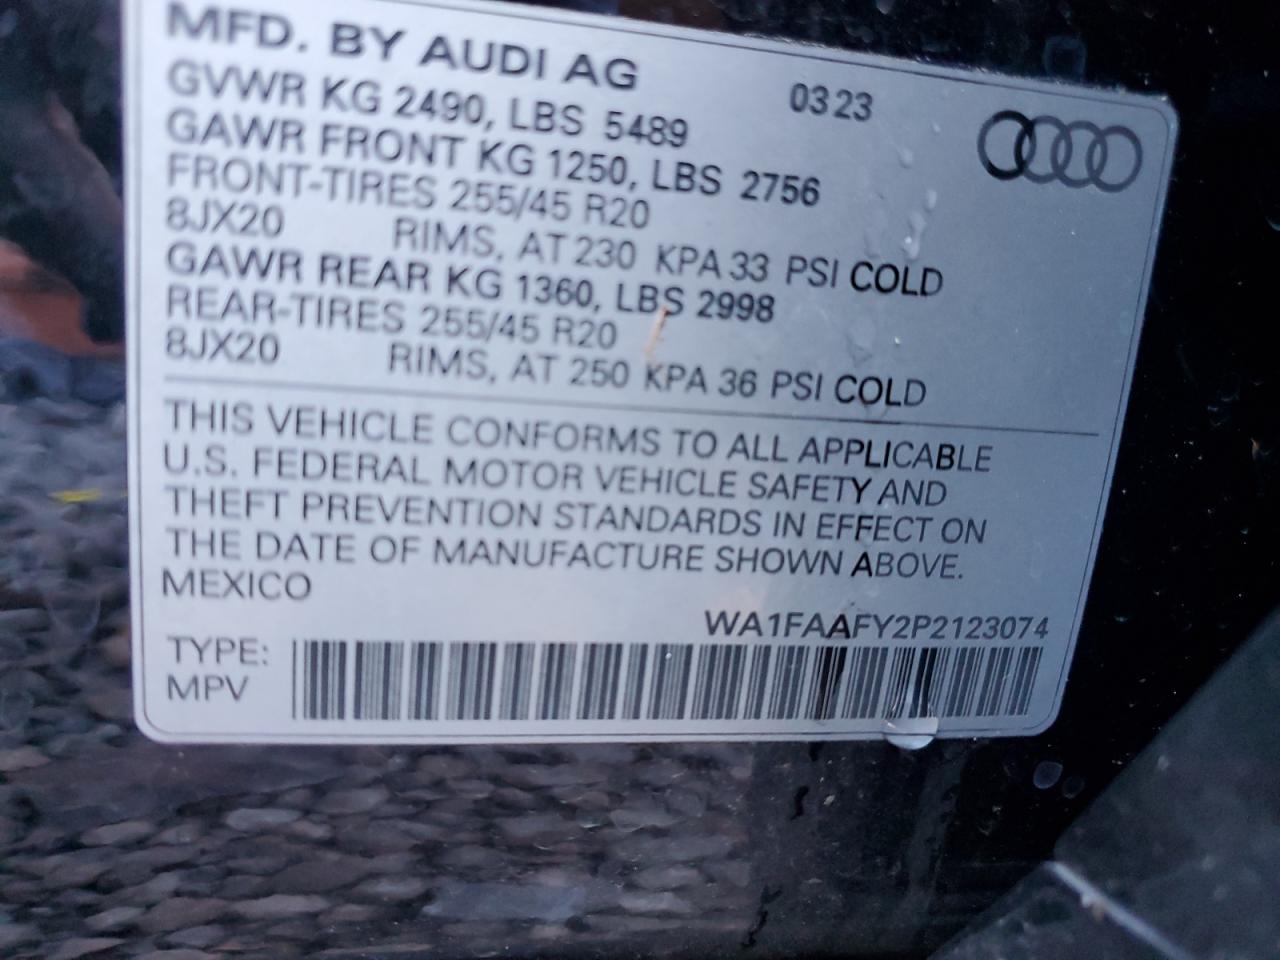 MFD. BY AUDI AG 03 23
GVWR KG 2490, LBS 5489
GAWR FRONT KG 1250, LBS 2756
FRONT-TIRES 255/45 R20
8JX20 RIMS, AT 230 KPA 33 PSI COLD
GAWR REAR KG 1360, LBS 2998
REAR-TIRES 255/45 R20
8JX20 RIMS, AT 250 KPA 36 PSI COLD
THIS VEHICLE CONFORMS TO ALL APPLICABLE
U.S. FEDERAL MOTOR VEHICLE SAFETY AND
THEFT PREVENTION STANDARDS IN EFFECT ON
THE DATE OF MANUFACTURE SHOWN ABOVE.
MEXICO
WA1FAAFY2P2123074
TYPE:
MPV